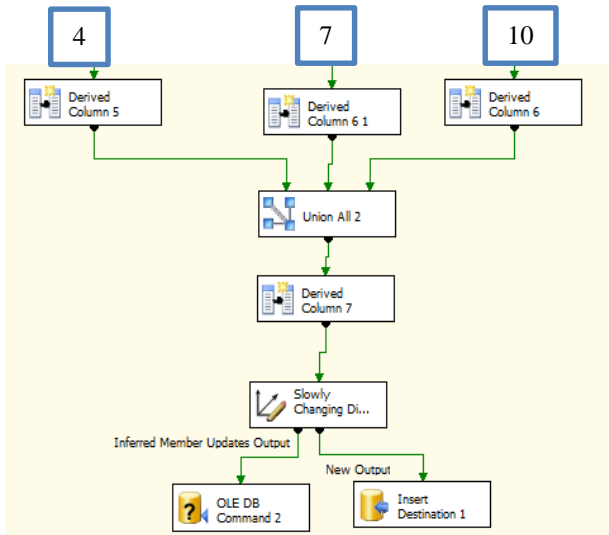 4
7
10
Derived
Column 5
Derived
Column 6 1
Derived
Column 6
Union All 2
Derived
Column 7
Slowly
Changing Di...
Inferred Member Updates Output
New Output
OLE DB
Command 2
Insert
Destination 1